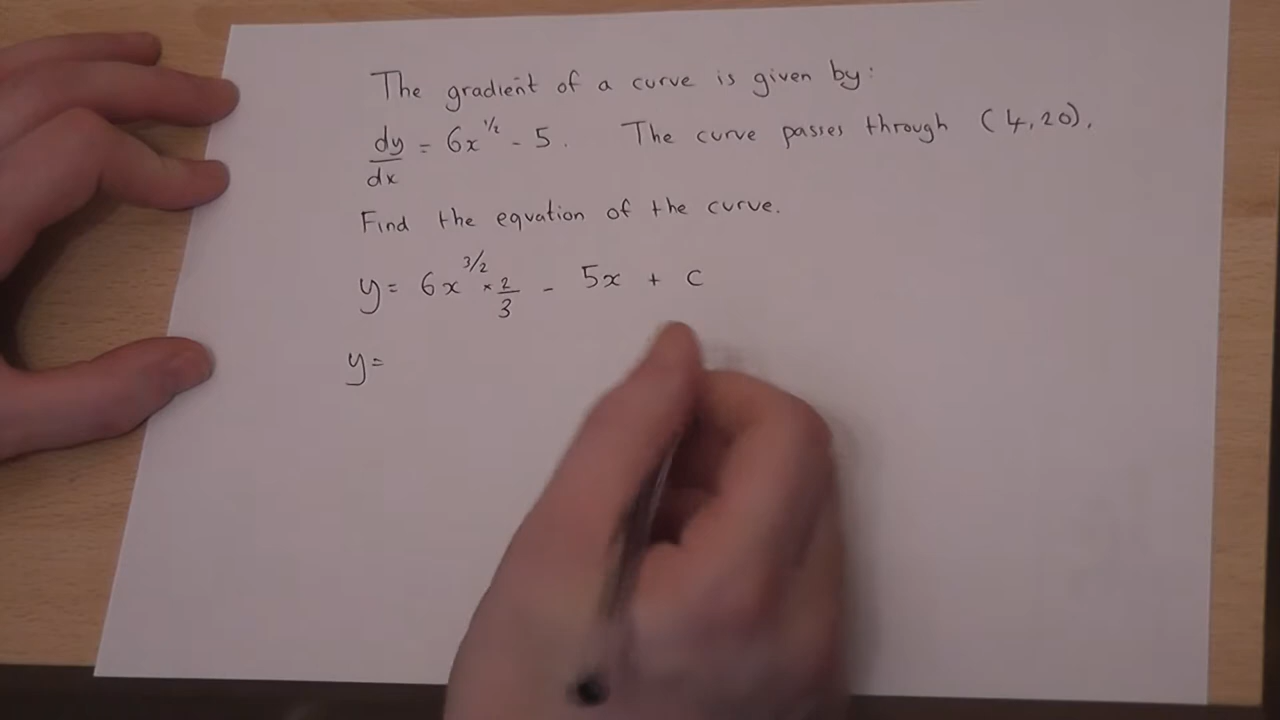 The gradient of a curve is given by:
dy/dx = 6x^1/2 - 5. The curve passes through (4,20).
Find the equation of the curve.
y = 6x^3/2 × 2/3 - 5x + c
y =